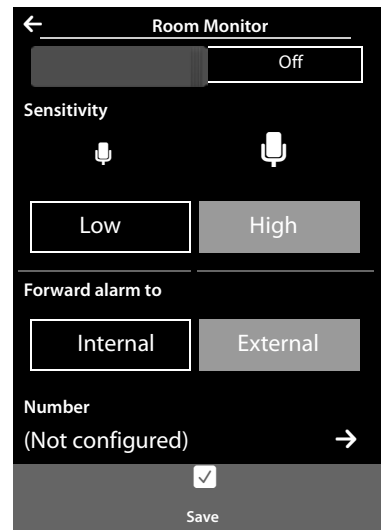 Room Monitor
Off
Sensitivity
Low High
Forward alarm to
Internal External
Number
(Not configured)
Save